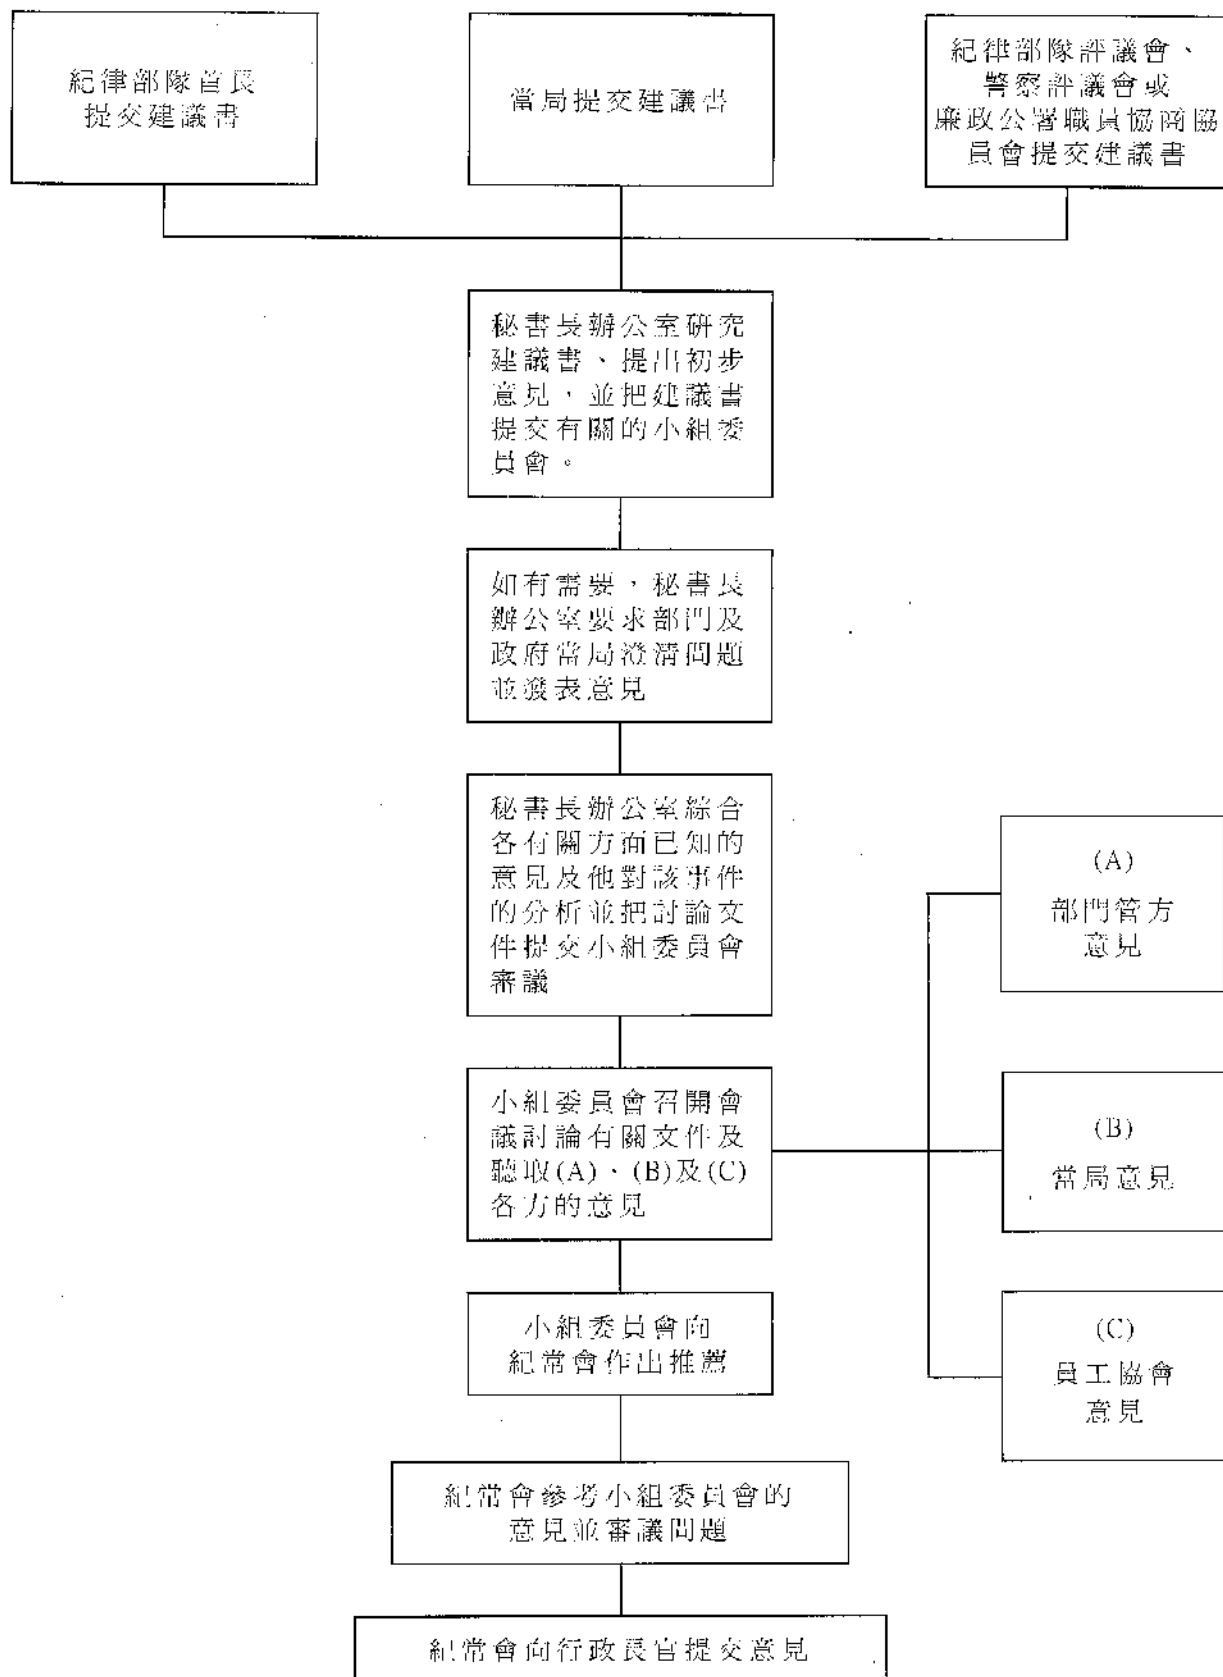 紀律部隊首長
提交建議書
當局提交建議書
紀律部隊評議會、
警察評議會或
廉政公署職員協商協
員會提交建議書
秘書長辦公室研究
建議書、提出初步
意見，並把建議書
提交有關的小組委
員會。
如有需要，秘書長
辦公室要求部門及
政府當局澄清問題
並發表意見
秘書長辦公室綜合
各有關方面已知的
意見及他對該事件
的分析並把討論文
件提交小組委員會
審議
小組委員會召開會
議討論有關文件及
聽取(A)、(B)及(C)
各方的意見
(A)
部門管方
意見
(B)
當局意見
(C)
員工協會
意見
小組委員會向
紀常會作出推薦
紀常會參考小組委員會的
意見並審議問題
紀常會向行政長官提交意見